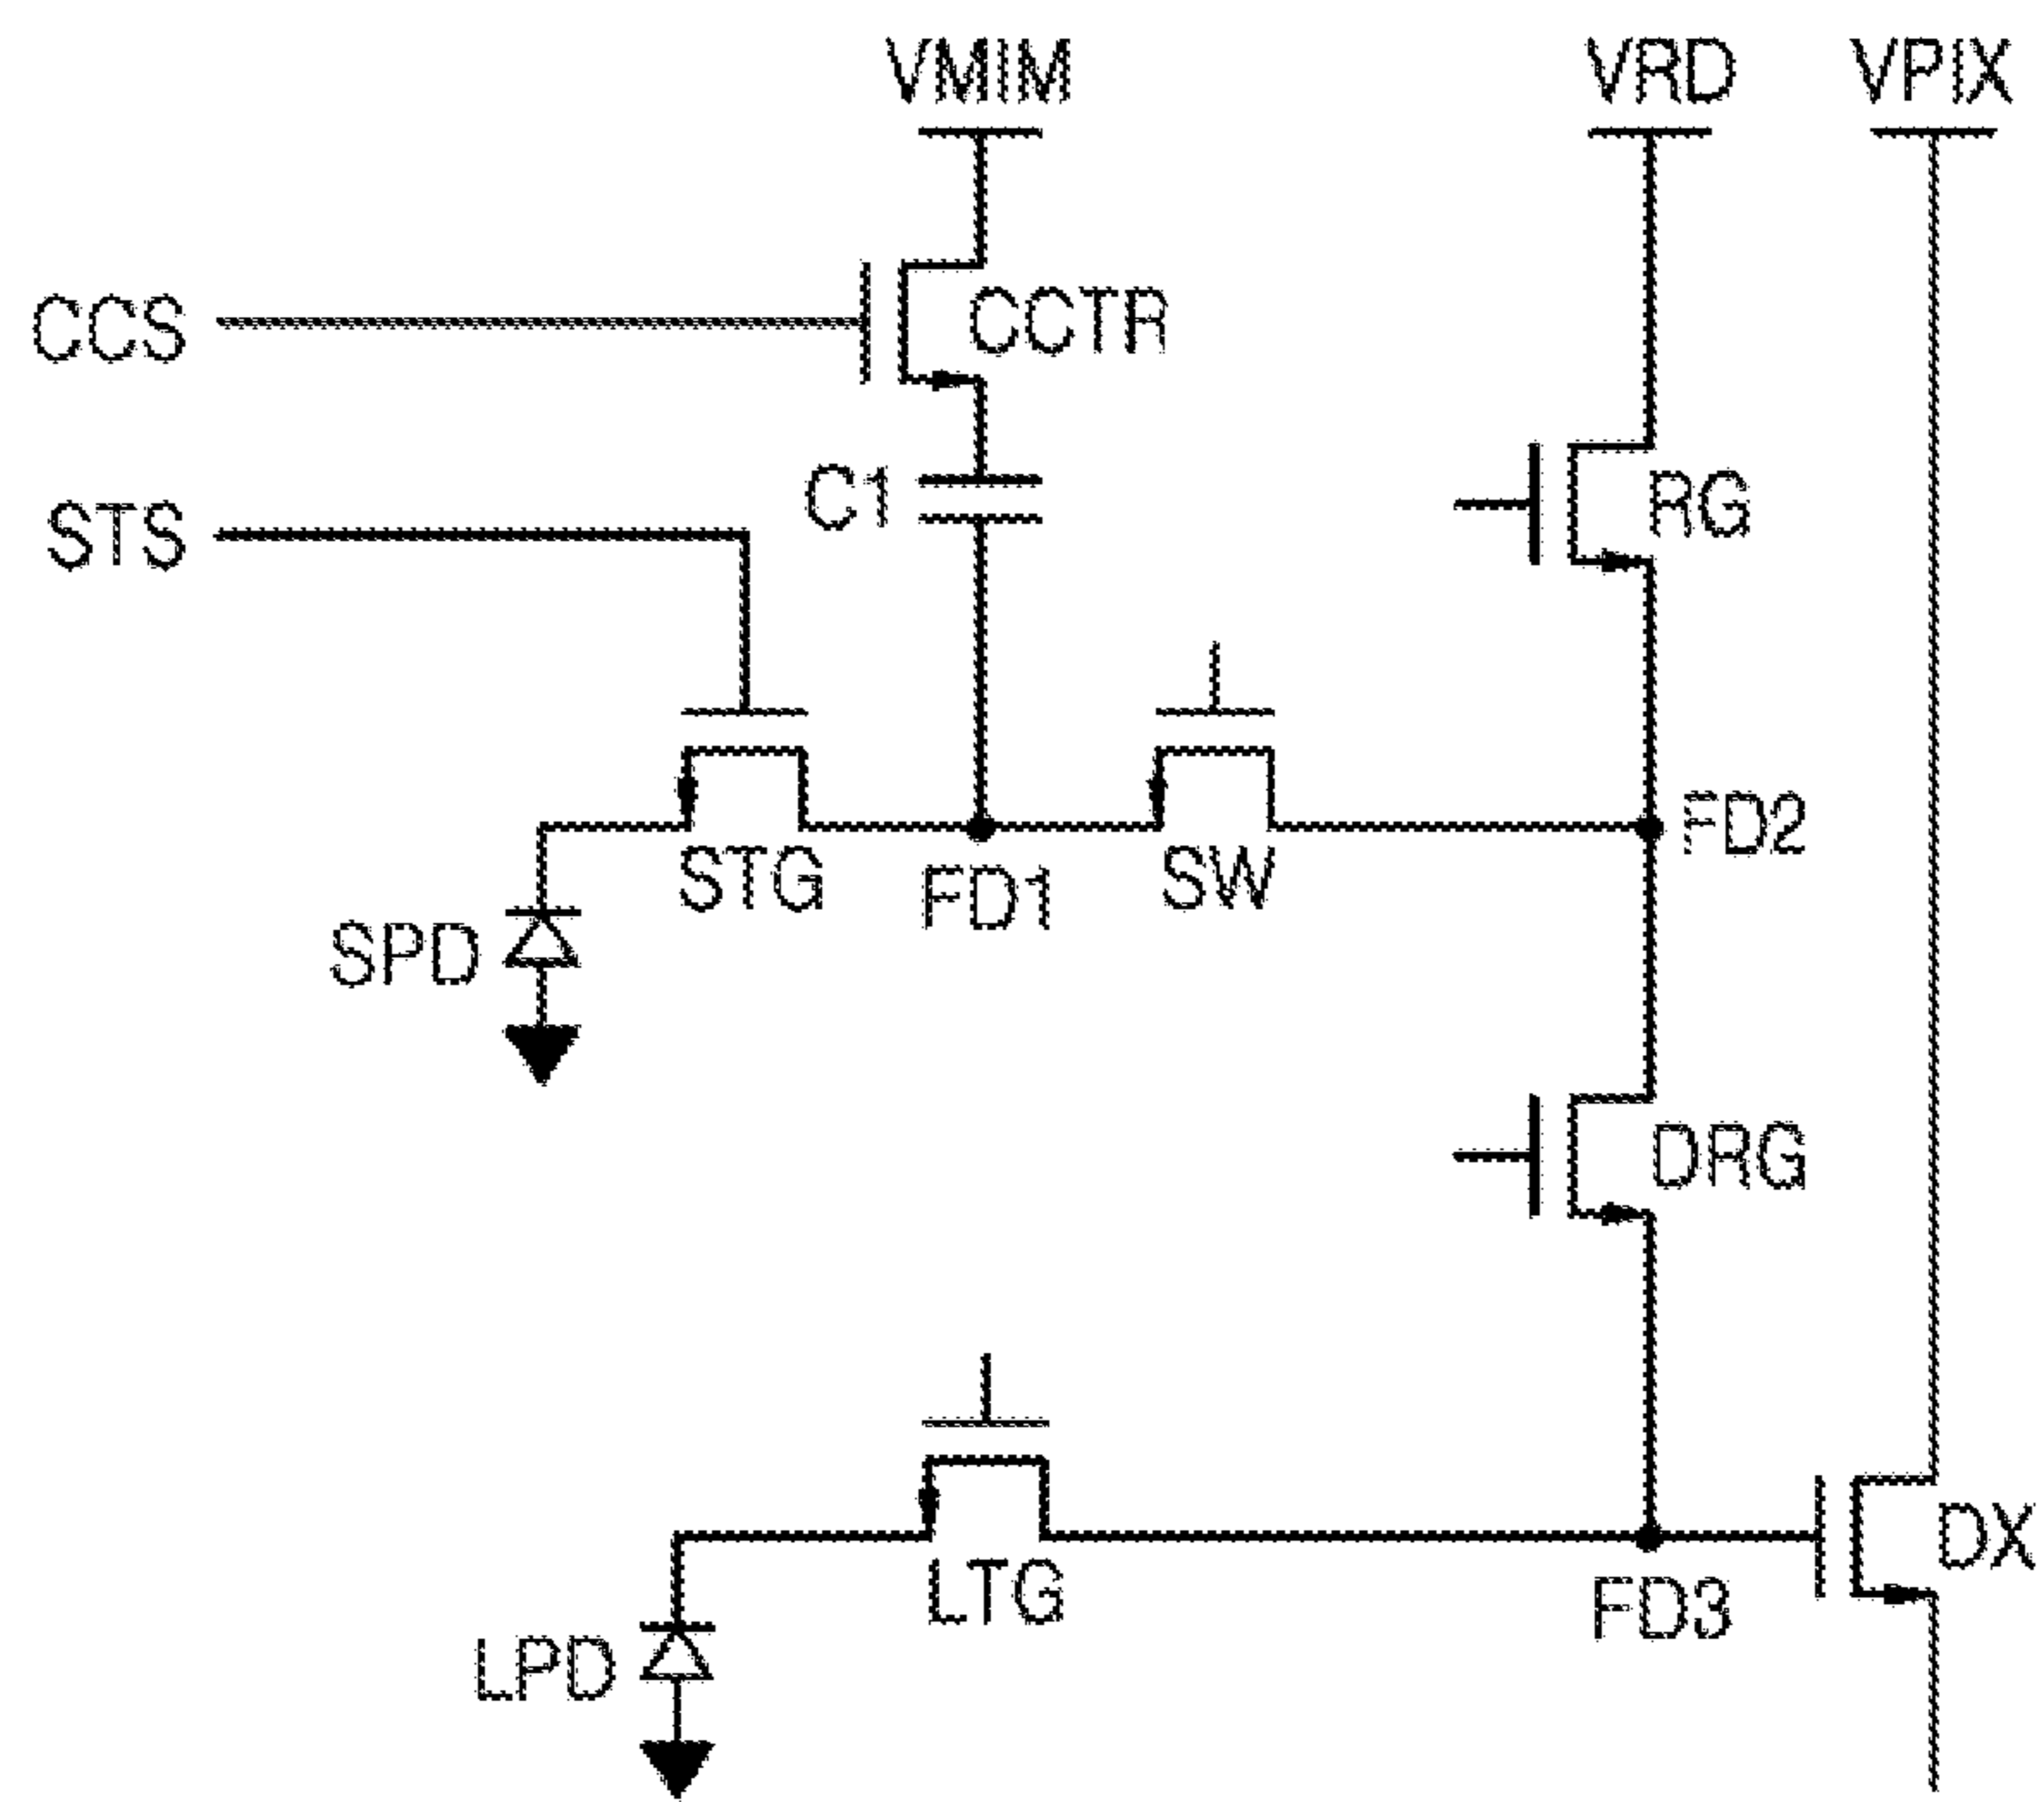 VMIM
VRD
VPIX
CCS
CCTR
C1
RG
STS
STG
FD1
SW
FD2
SPD
DRG
LTG
FD3
DX
LPD